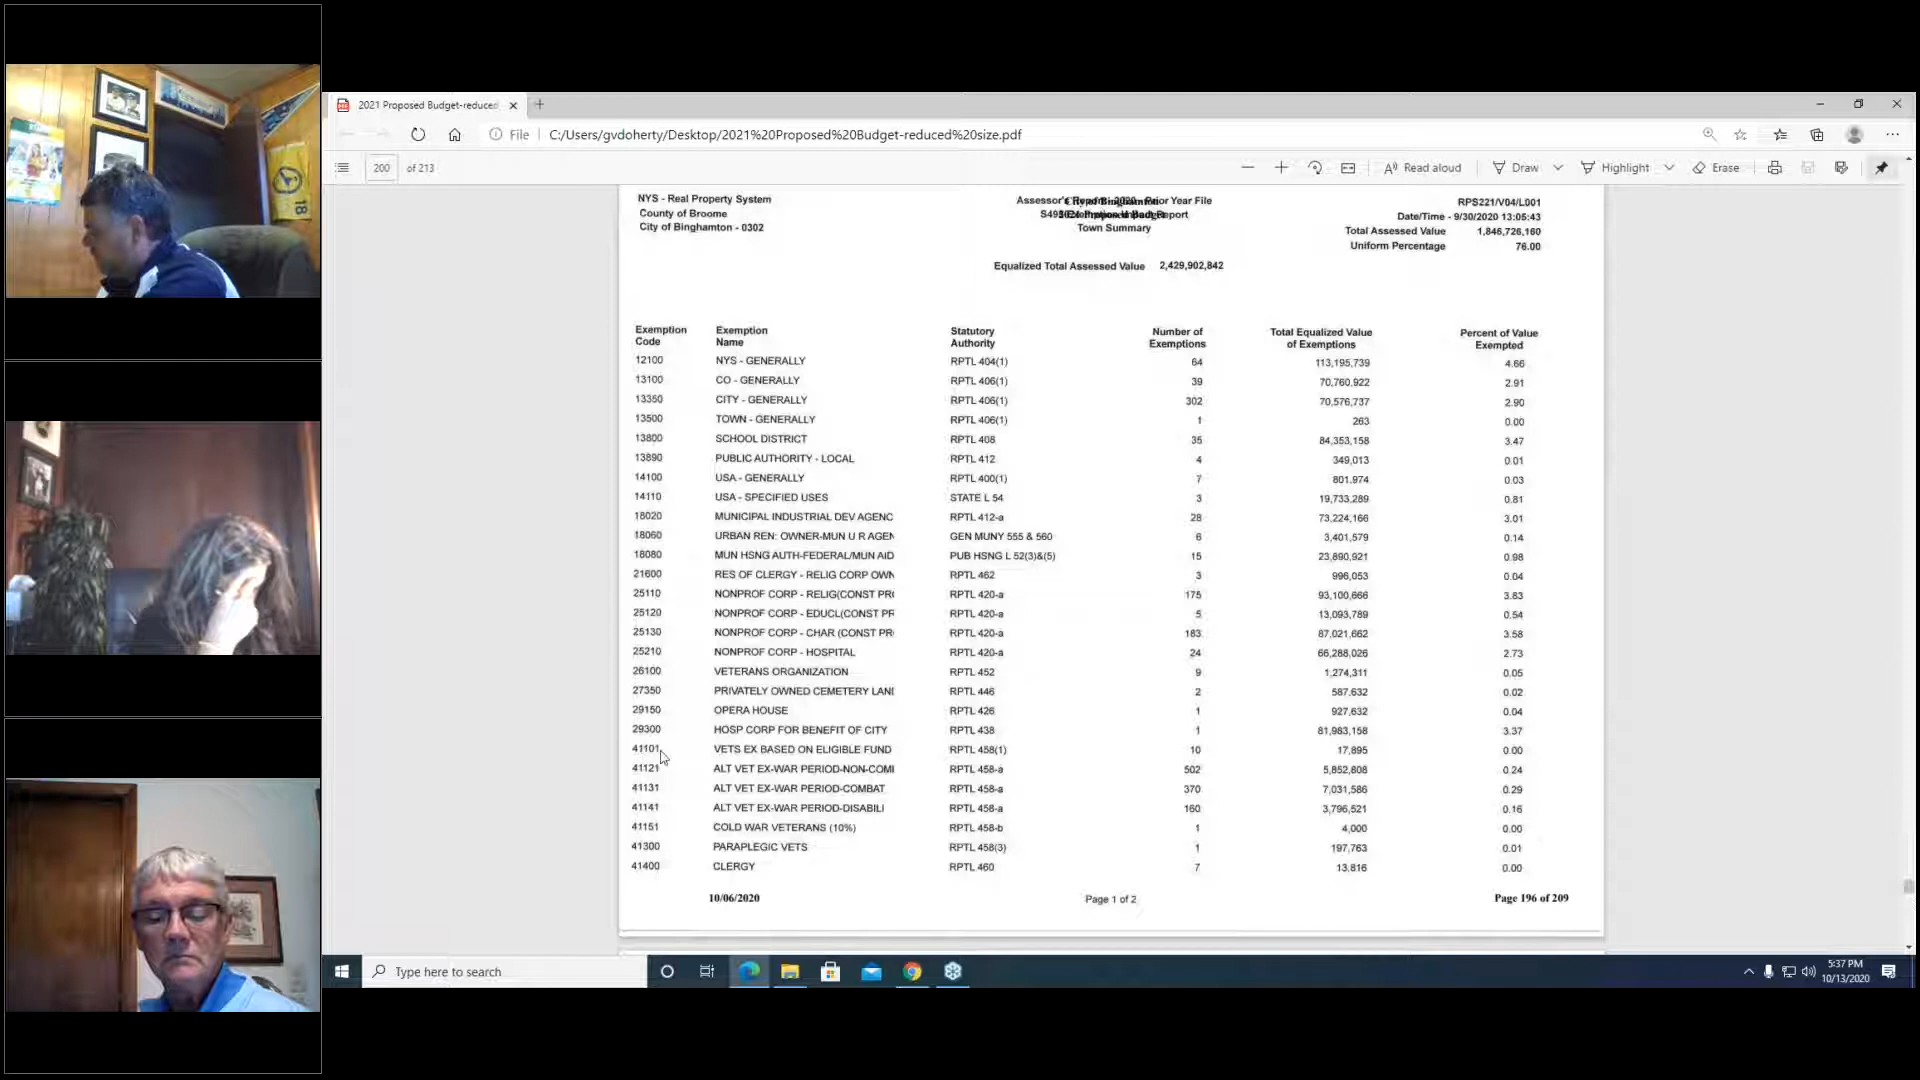 2021 Proposed Budget-reduced
File C:/Users/gvdoherty/Desktop/2021%20Proposed%20Budget-reduced%20size.pdf
200 of 213 Read aloud Draw Highlight Erase
NYS - Real Property System
County of Broome
City of Binghamton - 0302
Town Summary
RPS221/V04/L001
Date/Time - 9/30/2020 13:05:43
Total Assessed Value 1,846,726,160
Uniform Percentage 76.00
Equalized Total Assessed Value 2,429,902,842
Exemption Code Exemption Name Statutory Authority Number of Exemptions Total Equalized Value of Exemptions Percent of Value Exempted
12100 NYS - GENERALLY RPTL 404(1) 64 113,195,739 4.66
13100 CO - GENERALLY RPTL 406(1) 39 70,760,922 2.91
13350 CITY - GENERALLY RPTL 406(1) 302 70,576,737 2.90
13500 TOWN - GENERALLY RPTL 406(1) 1 263 0.00
13800 SCHOOL DISTRICT RPTL 408 35 84,353,158 3.47
13890 PUBLIC AUTHORITY - LOCAL RPTL 412 4 349,013 0.01
14100 USA - GENERALLY RPTL 400(1) 7 801,974 0.03
14110 USA - SPECIFIED USES STATE L 54 3 19,733,289 0.81
18020 MUNICIPAL INDUSTRIAL DEV AGENC RPTL 412-a 28 73,224,166 3.01
18060 URBAN REN: OWNER-MUN U R AGEN GEN MUNY 555 & 560 6 3,401,579 0.14
18080 MUN HSNG AUTH-FEDERAL/MUN AID PUB HSNG L 52(3)&(5) 15 23,890,921 0.98
21600 RES OF CLERGY - RELIG CORP OWN RPTL 462 3 996,053 0.04
25110 NONPROF CORP - RELIG(CONST PR RPTL 420-a 175 93,100,666 3.83
25120 NONPROF CORP - EDUCL(CONST PR RPTL 420-a 5 13,093,789 0.54
25130 NONPROF CORP - CHAR (CONST PR RPTL 420-a 183 87,021,662 3.58
25210 NONPROF CORP - HOSPITAL RPTL 420-a 24 66,288,026 2.73
26100 VETERANS ORGANIZATION RPTL 452 9 1,274,311 0.05
27350 PRIVATELY OWNED CEMETERY LAN RPTL 446 2 587,632 0.02
29150 OPERA HOUSE RPTL 426 1 927,632 0.04
29300 HOSP CORP FOR BENEFIT OF CITY RPTL 438 1 81,983,158 3.37
41101 VETS EX BASED ON ELIGIBLE FUND RPTL 458(1) 10 17,895 0.00
41121 ALT VET EX-WAR PERIOD-NON-COM RPTL 458-a 502 5,852,808 0.24
41131 ALT VET EX-WAR PERIOD-COMBAT RPTL 458-a 370 7,031,586 0.29
41141 ALT VET EX-WAR PERIOD-DISABILI RPTL 458-a 160 3,796,521 0.16
41151 COLD WAR VETERANS (10%) RPTL 458-b 1 4,000 0.00
41300 PARAPLEGIC VETS RPTL 458(3) 1 197,763 0.01
41400 CLERGY RPTL 460 7 13,816 0.00
10/06/2020 Page 1 of 2 Page 196 of 209
Type here to search
5:37 PM
10/13/2020